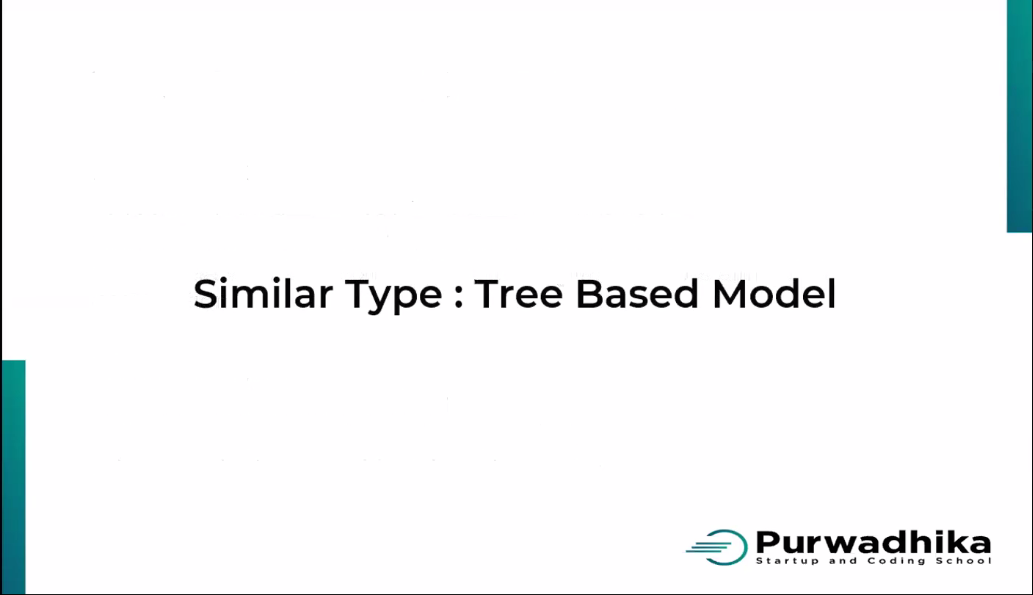 Similar Type : Tree Based Model
Purwadhika
Startup and Coding School